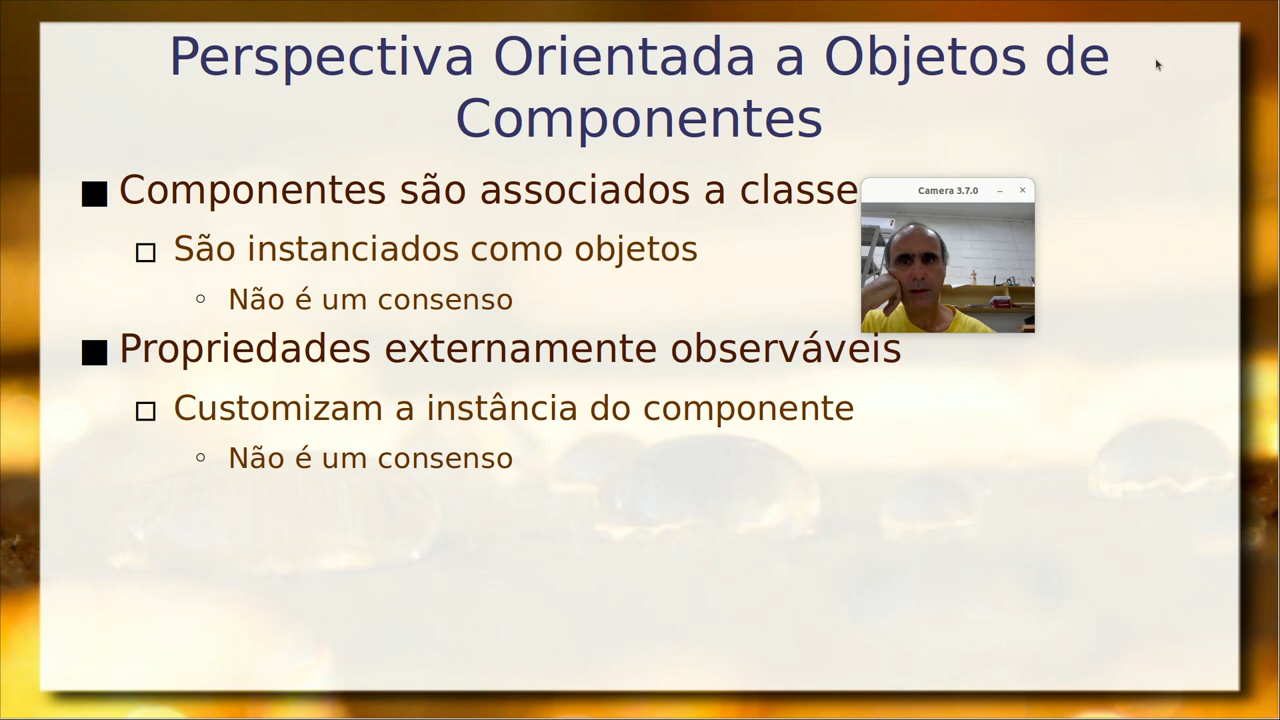 Perspectiva Orientada a Objetos de
Componentes
Componentes são associados a classe
Camera 3.7.0
São instanciados como objetos
Não é um consenso
Propriedades externamente observáveis
Customizam a instância do componente
Não é um consenso